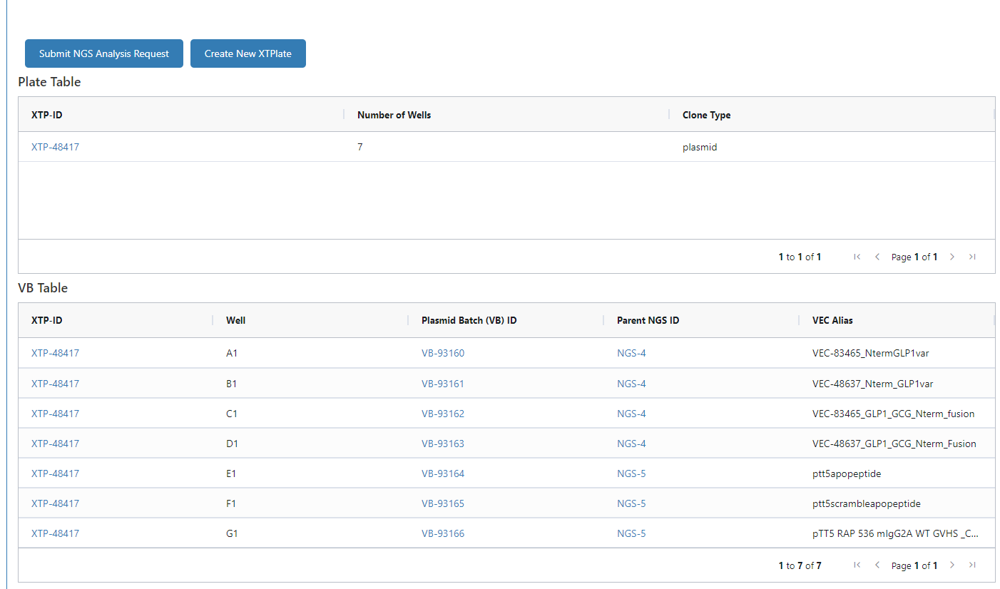 Submit NGS Analysis Request Create New XTPlate
Plate Table
XTP-ID Number of Wells Clone Type
XTP-48417 7 plasmid
1 to 1 of 1 Page 1 of 1
VB Table
XTP-ID Well Plasmid Batch (VB) ID Parent NGS ID VEC Alias
XTP-48417 A1 VB-93160 NGS-4 VEC-83465_NtermGLP1var
XTP-48417 B1 VB-93161 NGS-4 VEC-48637_Nterm_GLP1var
XTP-48417 C1 VB-93162 NGS-4 VEC-83465_GLP1_GCG_Nterm_fusion
XTP-48417 D1 VB-93163 NGS-4 VEC-48637_GLP1_GCG_Nterm_Fusion
XTP-48417 E1 VB-93164 NGS-5 ptt5apopeptide
XTP-48417 F1 VB-93165 NGS-5 ptt5scrambleapopeptide
XTP-48417 G1 VB-93166 NGS-5 pTT5 RAP 536 mIgG2A WT GVHS _C...
1 to 7 of 7 Page 1 of 1